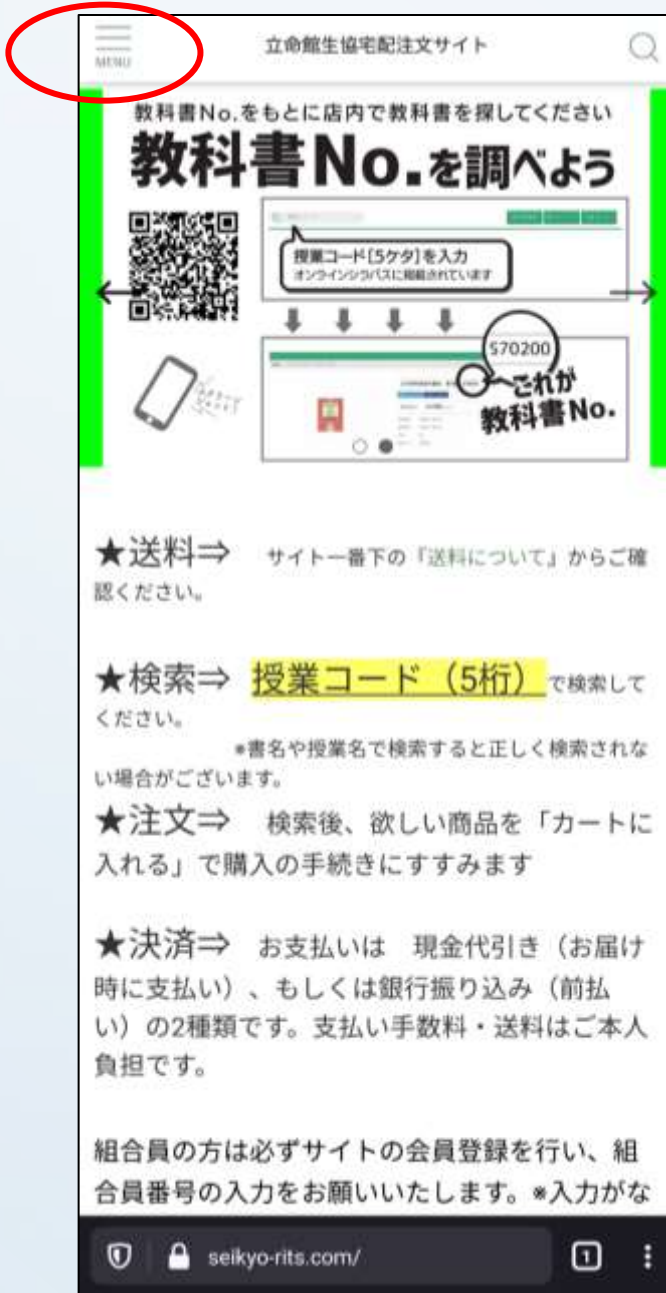 MENU
立命館生協宅配注文サイト
教科書No.をもとに店内で教科書を探してください
教科書No.を調べよう
授業コード[5ケタ]を入力
オンラインシラバスに掲載されています
S70200
これが
教科書No.
★送料⇒ サイト一番下の『送料について』からご確
認ください。
★検索⇒ 授業コード（5桁）で検索して
ください。
※書名や授業名で検索すると正しく検索されな
い場合がございます。
★注文⇒ 検索後、欲しい商品を「カートに
入れる」で購入の手続きにすすみます
★決済⇒ お支払いは 現金代引き（お届け
時に支払い）、もしくは銀行振り込み（前払
い）の2種類です。支払い手数料・送料はご本人
負担です。
組合員の方は必ずサイトの会員登録を行い、組
合員番号の入力をお願いいたします。※入力がな
seikyo-rits.com/
1